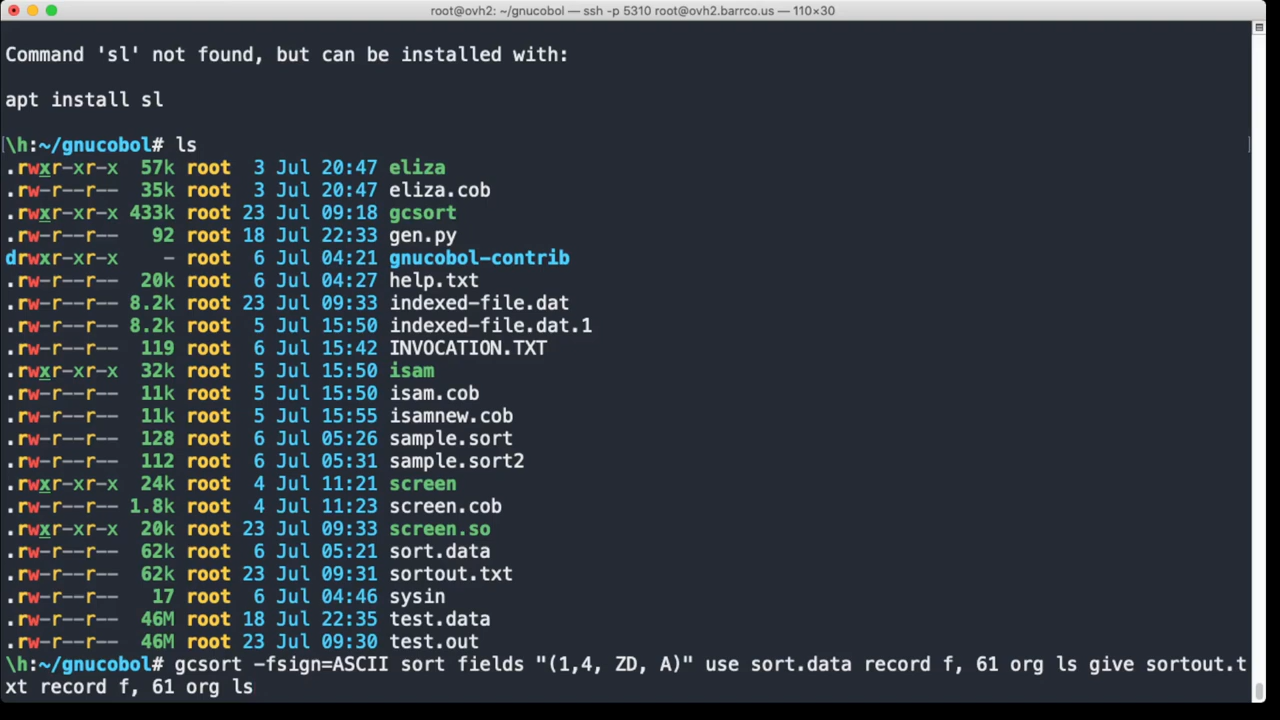 root@ovh2: ~/gnucobol — ssh -p 5310 root@ovh2.barrco.us — 110×30
Command 'sl' not found, but can be installed with:
apt install sl
[\h:~/gnucobol# ls ]
.rwxr-xr-x 57k root 3 Jul 20:47 eliza
.rw-r--r-- 35k root 3 Jul 20:47 eliza.cob
.rwxr-xr-x 433k root 23 Jul 09:18 gcsort
.rw-r--r-- 92 root 18 Jul 22:33 gen.py
drwxr-xr-x - root 6 Jul 04:21 gnucobol-contrib
.rw-r--r-- 20k root 6 Jul 04:27 help.txt
.rw-r--r-- 8.2k root 23 Jul 09:33 indexed-file.dat
.rw-r--r-- 8.2k root 5 Jul 15:50 indexed-file.dat.1
.rw-r--r-- 119 root 6 Jul 15:42 INVOCATION.TXT
.rwxr-xr-x 32k root 5 Jul 15:50 isam
.rw-r--r-- 11k root 5 Jul 15:50 isam.cob
.rw-r--r-- 11k root 5 Jul 15:55 isamnew.cob
.rw-r--r-- 128 root 6 Jul 05:26 sample.sort
.rw-r--r-- 112 root 6 Jul 05:31 sample.sort2
.rwxr-xr-x 24k root 4 Jul 11:21 screen
.rw-r--r-- 1.8k root 4 Jul 11:23 screen.cob
.rwxr-xr-x 20k root 23 Jul 09:33 screen.so
.rw-r--r-- 62k root 6 Jul 05:21 sort.data
.rw-r--r-- 62k root 23 Jul 09:31 sortout.txt
.rw-r--r-- 17 root 6 Jul 04:46 sysin
.rw-r--r-- 46M root 18 Jul 22:35 test.data
.rw-r--r-- 46M root 23 Jul 09:30 test.out
\h:~/gnucobol# gcsort -fsign=ASCII sort fields "(1,4, ZD, A)" use sort.data record f, 61 org ls give sortout.t
xt record f, 61 org ls